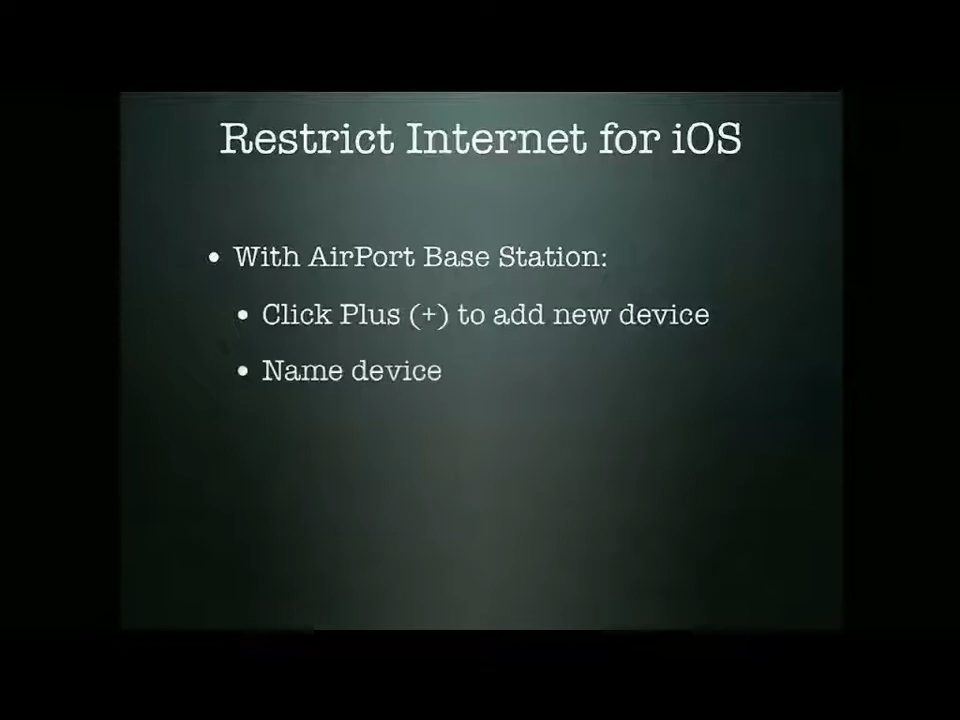 Restrict Internet for iOS
• With AirPort Base Station:
• Click Plus (+) to add new device
• Name device